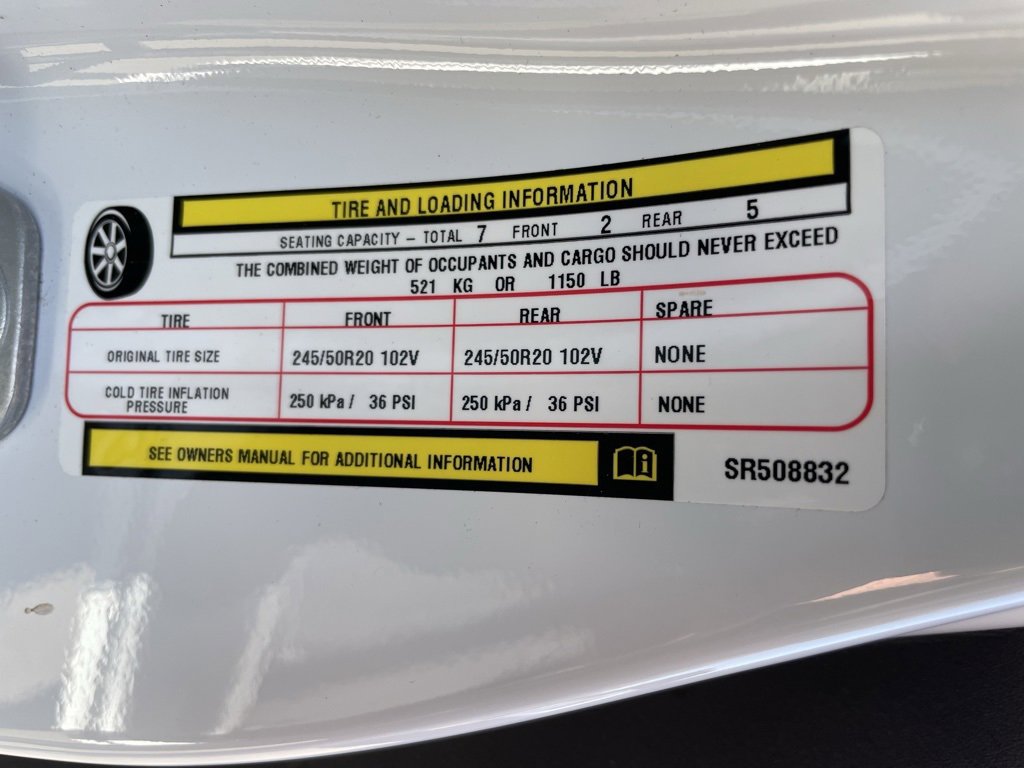 TIRE AND LOADING INFORMATION
SEATING CAPACITY – TOTAL 7 FRONT 2 REAR 5
THE COMBINED WEIGHT OF OCCUPANTS AND CARGO SHOULD NEVER EXCEED
521 KG OR 1150 LB
TIRE FRONT REAR SPARE
ORIGINAL TIRE SIZE 245/50R20 102V 245/50R20 102V NONE
COLD TIRE INFLATION
PRESSURE 250 kPa / 36 PSI 250 kPa / 36 PSI NONE
SEE OWNERS MANUAL FOR ADDITIONAL INFORMATION
SR508832